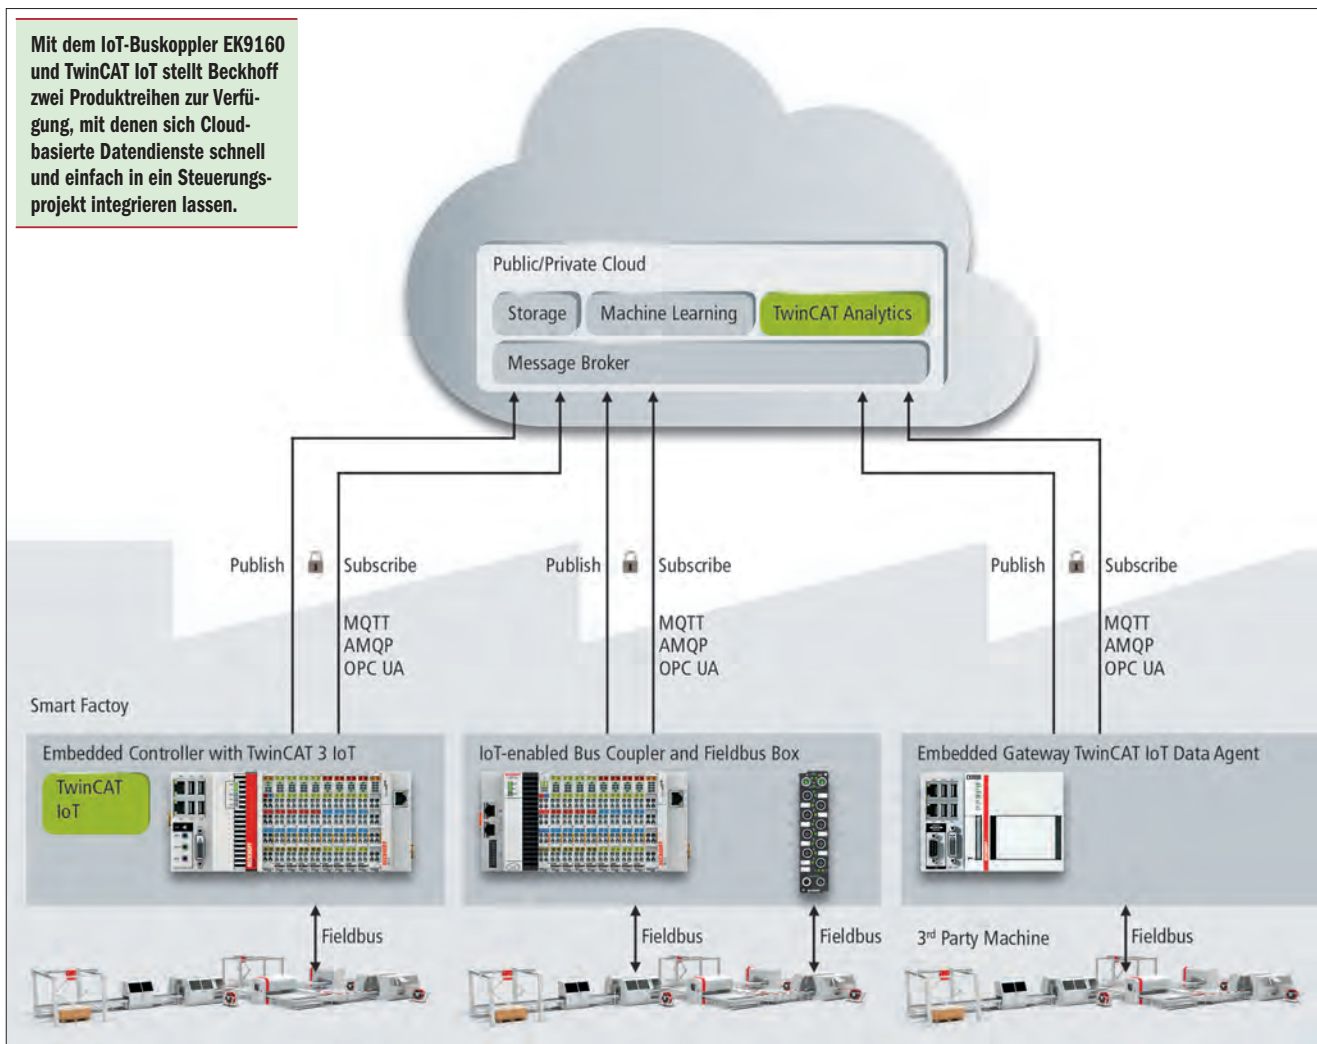 Mit dem IoT-Buskoppler EK9160
und TwinCAT IoT stellt Beckhoff
zwei Produktreihen zur Verfü-
gung, mit denen sich Cloud-
basierte Datendienste schnell
und einfach in ein Steuerungs-
projekt integrieren lassen.
Public/Private Cloud
Storage
Machine Learning
TwinCAT Analytics
Message Broker
Publish
Subscribe
MQTT
AMQP
OPC UA
Publish
Subscribe
MQTT
AMQP
OPC UA
Publish
Subscribe
MQTT
AMQP
OPC UA
Smart Factoy
Embedded Controller with TwinCAT 3 IoT
TwinCAT
IoT
IoT-enabled Bus Coupler and Fieldbus Box
Embedded Gateway TwinCAT IoT Data Agent
Fieldbus
Fieldbus
Fieldbus
3rd Party Machine
Fieldbus